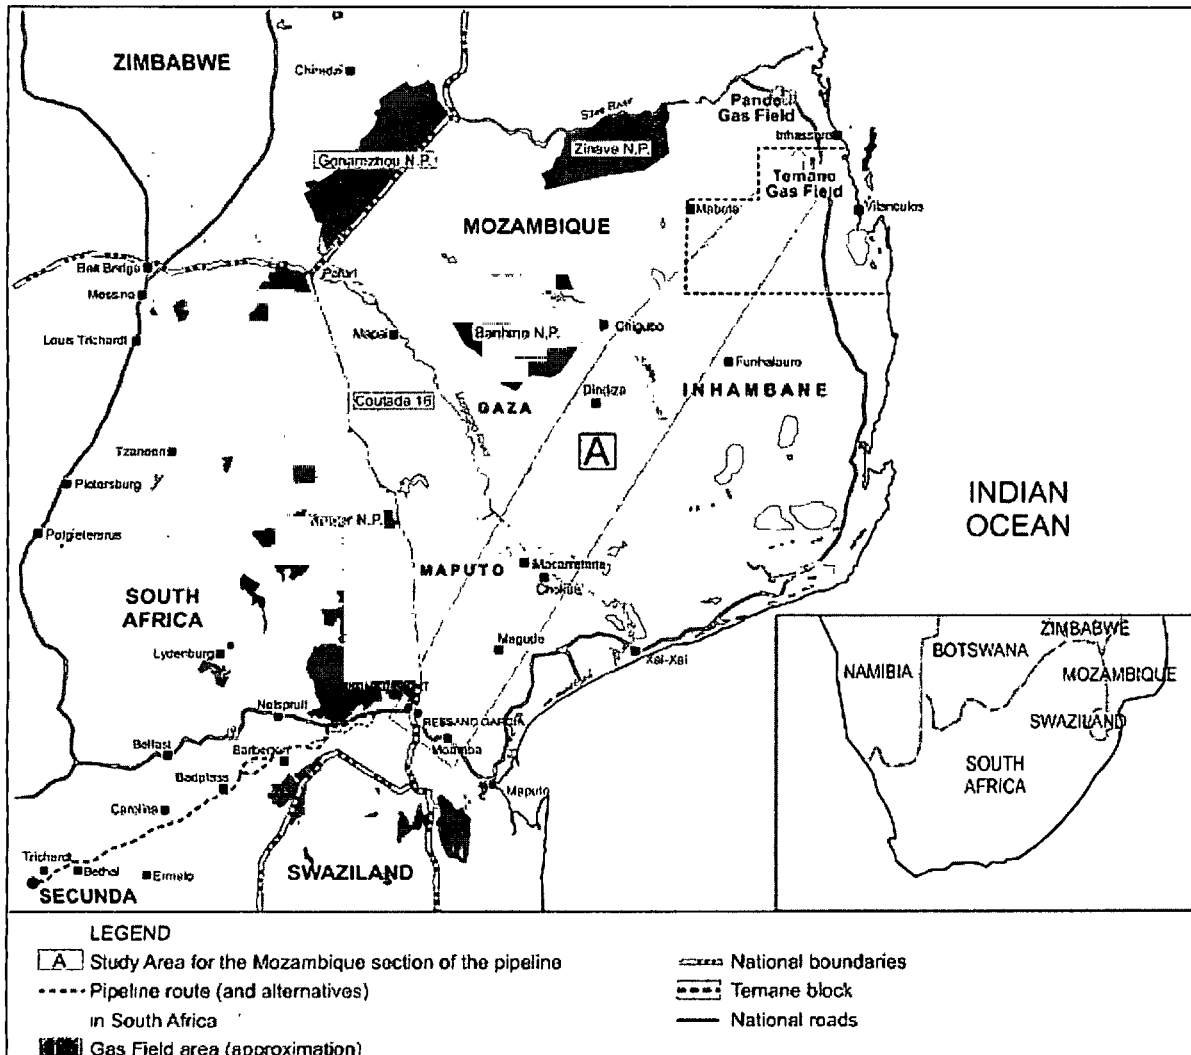 ZIMBABWE
Chiredzi
Save River
Pande
Gas Field
Inhassoro
Gonarezhou N.P.
Zinave N.P.
Temane
Gas Field
Mabote
Vilanculos
MOZAMBIQUE
Beit Bridge
Pafuri
Messina
Louis Trichardt
Mapai
Banhine N.P.
Chigubo
Funhalouro
INHAMBANE
Dindiza
Coutada 16
GAZA
A
Tzaneen
Pietersburg
INDIAN
OCEAN
Kruger N.P.
Potgietersrus
MAPUTO
Macarretane
Chokwe
SOUTH
AFRICA
Lydenburg
Magude
Xai-Xai
Nelspruit
RESSANO GARCIA
Moamba
Belfast
Barberton
Badplaas
Maputo
Carolina
Trichardt
Bethal
Ermelo
SECUNDA
SWAZILAND
ZIMBABWE
BOTSWANA
NAMIBIA
MOZAMBIQUE
SWAZILAND
SOUTH
AFRICA
LEGEND
A Study Area for the Mozambique section of the pipeline
Pipeline route (and alternatives)
in South Africa
Gas Field area (approximation)
National boundaries
Temane block
National roads